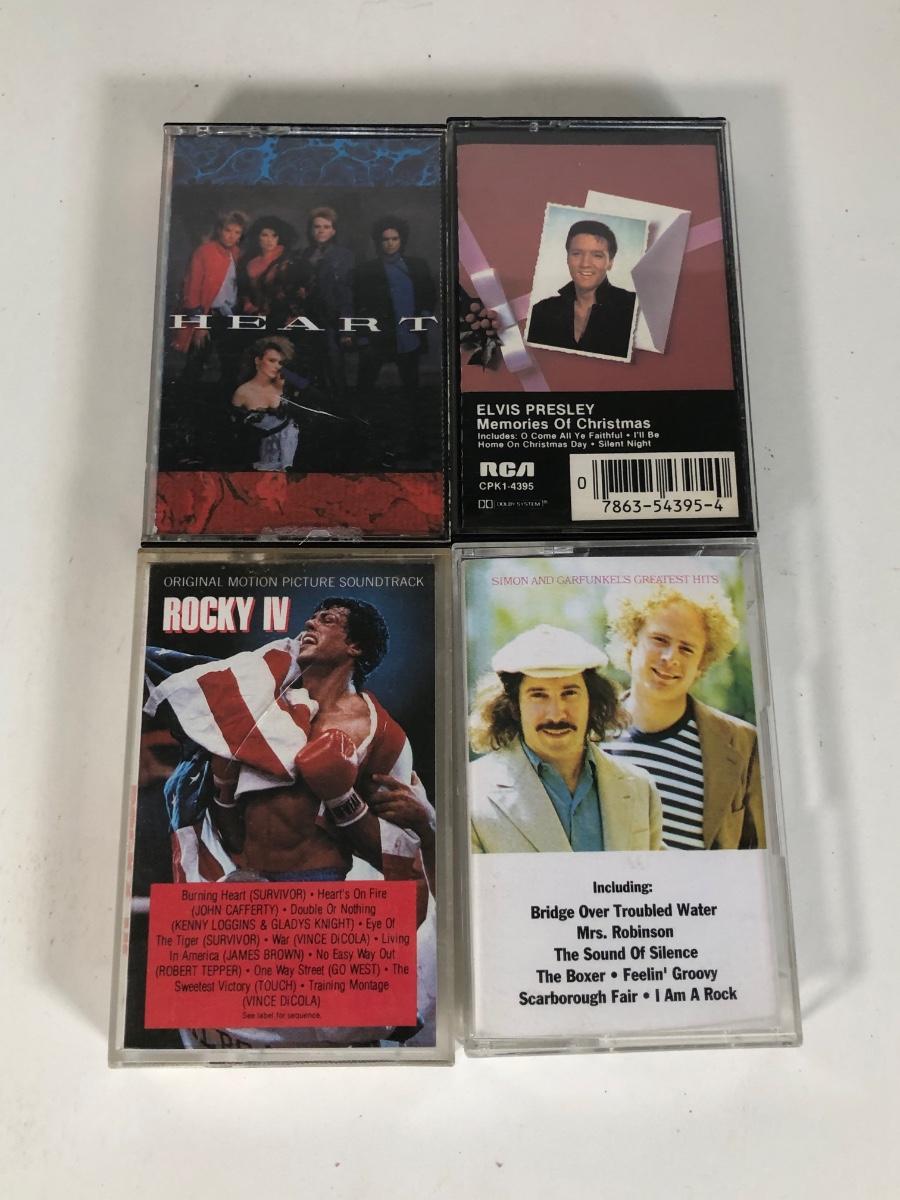 HEART
ELVIS PRESLEY
Memories Of Christmas
Includes: O Come All Ye Faithful • I'll Be
Home On Christmas Day • Silent Night
RCA
CPK1-4395
DOLBY SYSTEM
0
7863-54395-4
ORIGINAL MOTION PICTURE SOUNDTRACK
ROCKY IV
Burning Heart (SURVIVOR) • Heart's On Fire
(JOHN CAFFERTY) • Double Or Nothing
(KENNY LOGGINS & GLADYS KNIGHT) • Eye Of
The Tiger (SURVIVOR) • War (VINCE DiCOLA) • Living
In America (JAMES BROWN) • No Easy Way Out
(ROBERT TEPPER) • One Way Street (GO WEST) • The
Sweetest Victory (TOUCH) • Training Montage
(VINCE DiCOLA)
See label for sequence.
SIMON AND GARFUNKEL'S GREATEST HITS
Including:
Bridge Over Troubled Water
Mrs. Robinson
The Sound Of Silence
The Boxer • Feelin' Groovy
Scarborough Fair • I Am A Rock